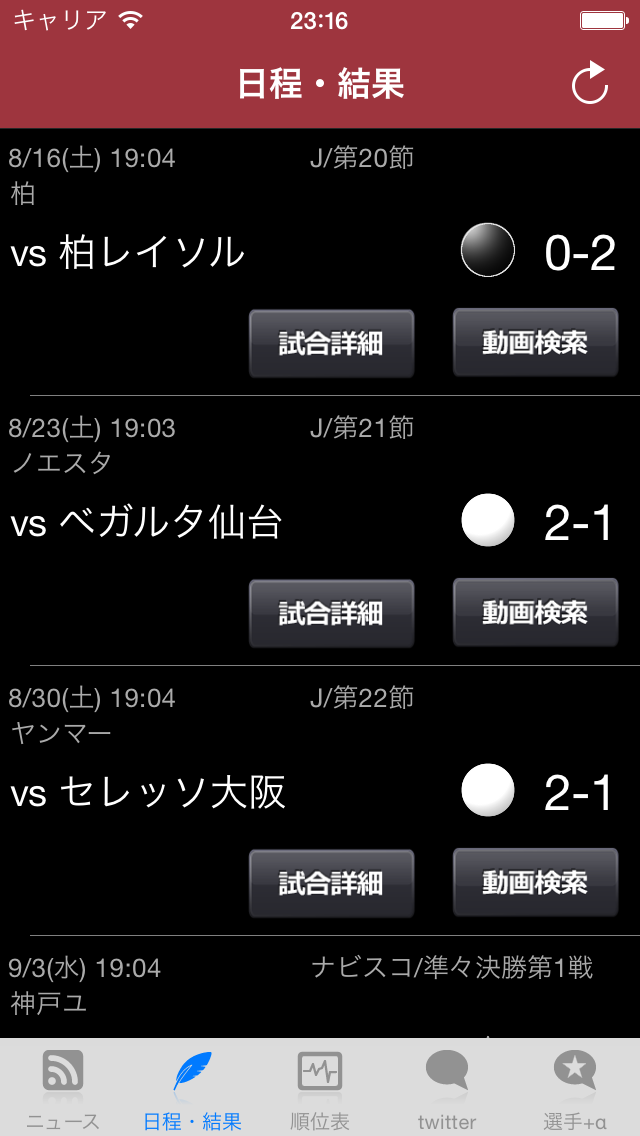 キャリア 23:16
日程・結果
8/16(土) 19:04 J/第20節
柏
vs 柏レイソル 0-2
試合詳細 動画検索
8/23(土) 19:03 J/第21節
ノエスタ
vs ベガルタ仙台 2-1
試合詳細 動画検索
8/30(土) 19:04 J/第22節
ヤンマー
vs セレッソ大阪 2-1
試合詳細 動画検索
9/3(水) 19:04 ナビスコ/準々決勝第1戦
神戸ユ
ニュース 日程・結果 順位表 twitter 選手+α